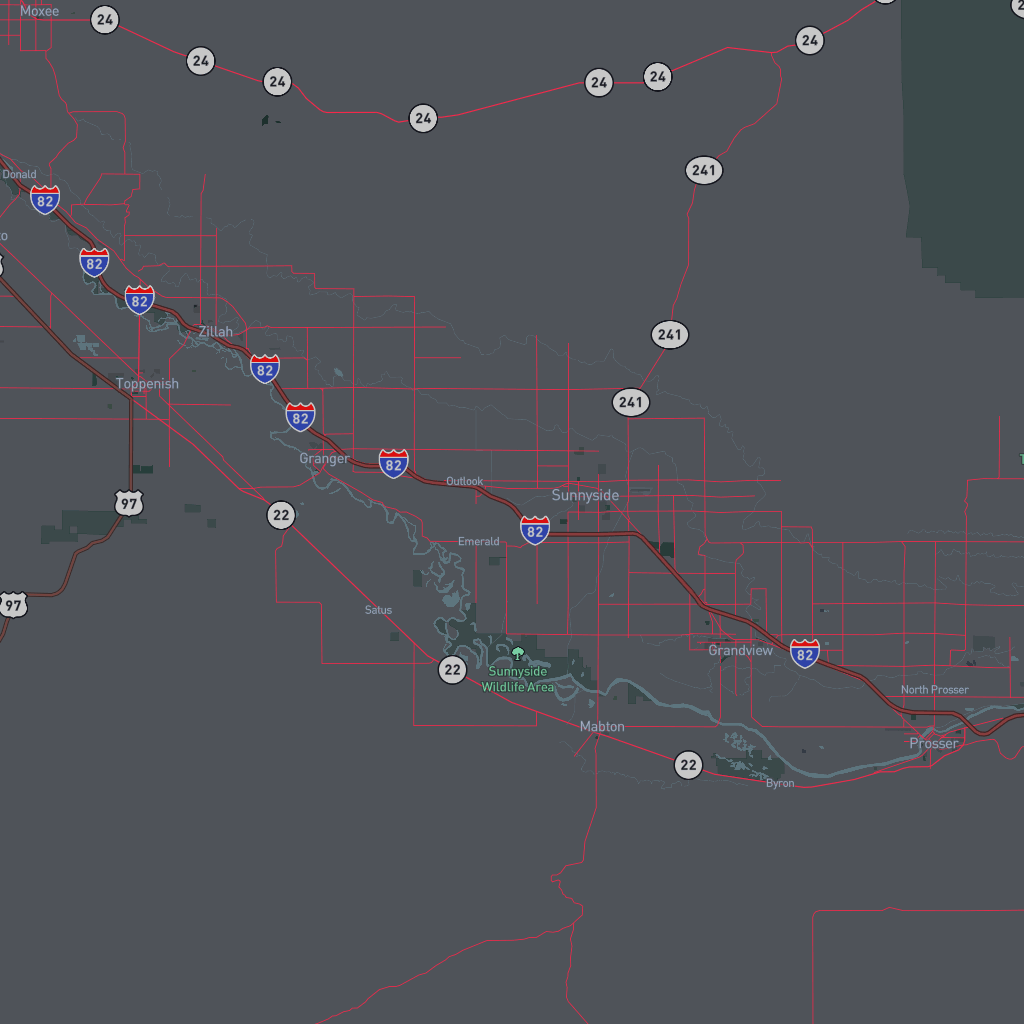 Moxee
24
24
24
24
24
24
24
241
Donald
82
82
82
241
Zillah
82
Toppenish
241
82
Granger
82
Outlook
Sunnyside
97
22
82
Emerald
97
Satus
82
Grandview
22
Sunnyside
Wildlife Area
North Prosser
Mabton
Prosser
22
Byron